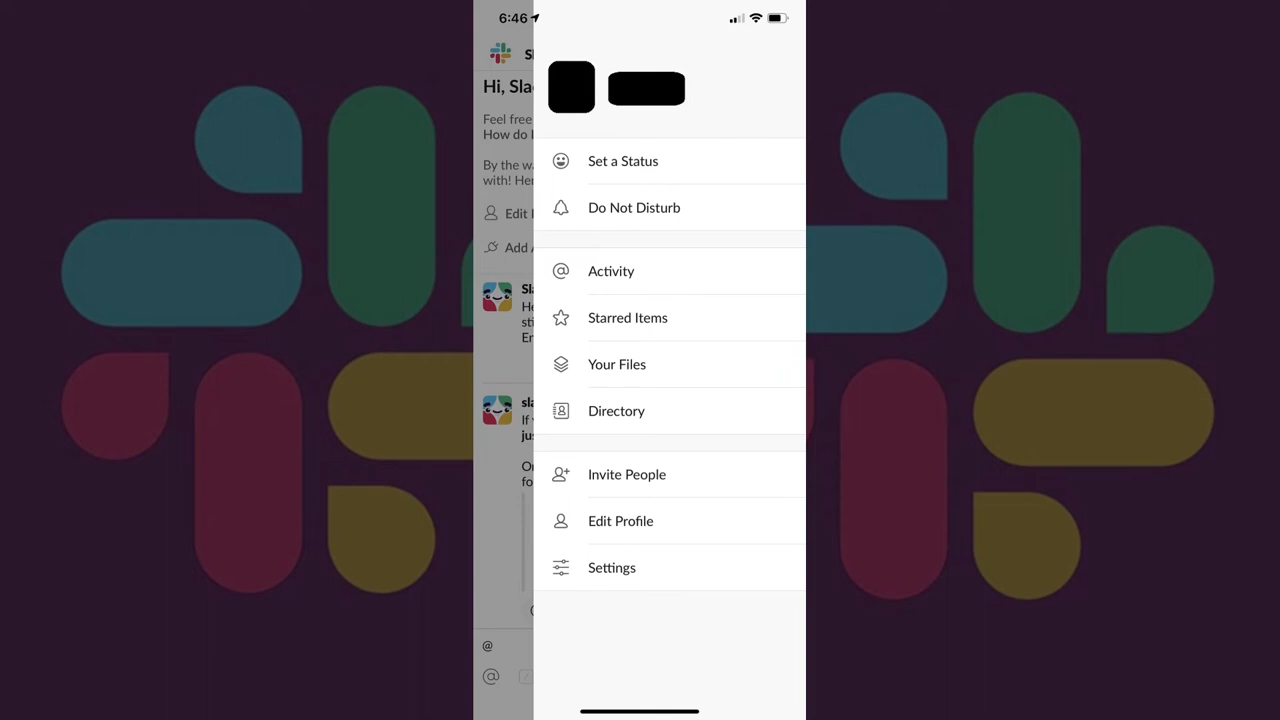 6:46
Hi, Sla
Feel free
How do
By the
with! Her
Edit
Add
Set a Status
Do Not Disturb
Activity
Starred Items
Your Files
Directory
Invite People
Edit Profile
Settings
@